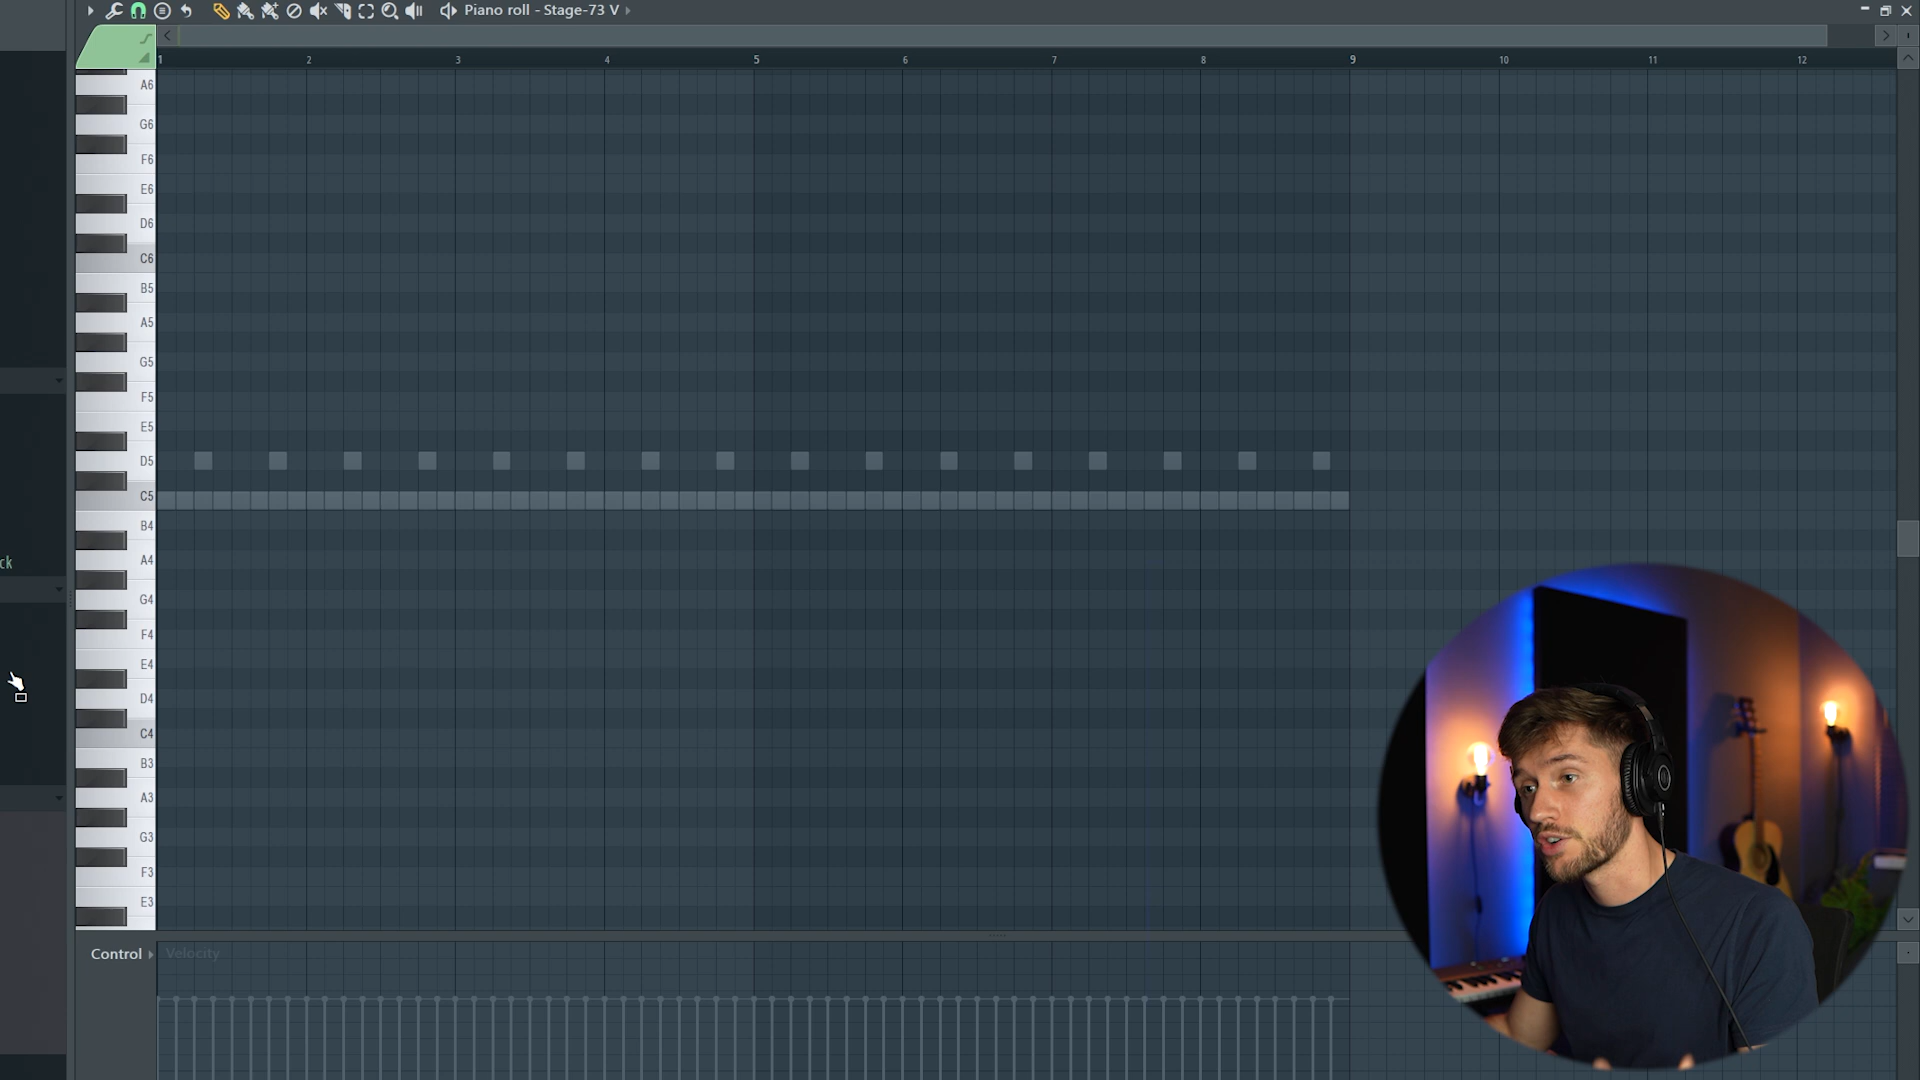 Piano roll - Stage-73 V
1 2 3 4 5 6 7 8 9 10 11 12
A6
G6
F6
E6
D6
C6
B5
A5
G5
F5
E5
D5
C5
B4
A4
G4
F4
E4
D4
C4
B3
A3
G3
F3
E3
ck
Control
Velocity